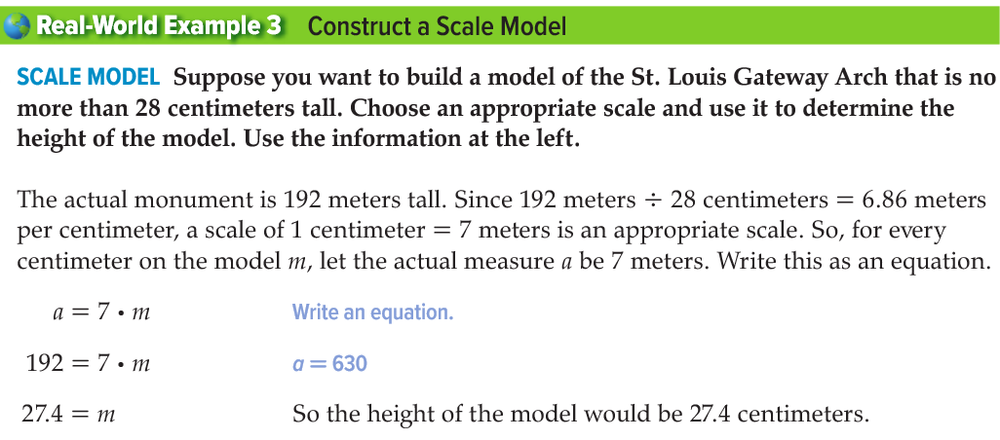 Real-World Example 3 Construct a Scale Model
SCALE MODEL Suppose you want to build a model of the St. Louis Gateway Arch that is no
more than 28 centimeters tall. Choose an appropriate scale and use it to determine the
height of the model. Use the information at the left.
The actual monument is 192 meters tall. Since 192 meters ÷ 28 centimeters = 6.86 meters
per centimeter, a scale of 1 centimeter = 7 meters is an appropriate scale. So, for every
centimeter on the model m, let the actual measure a be 7 meters. Write this as an equation.
a = 7 • m Write an equation.
192 = 7 • m a = 630
27.4 = m So the height of the model would be 27.4 centimeters.